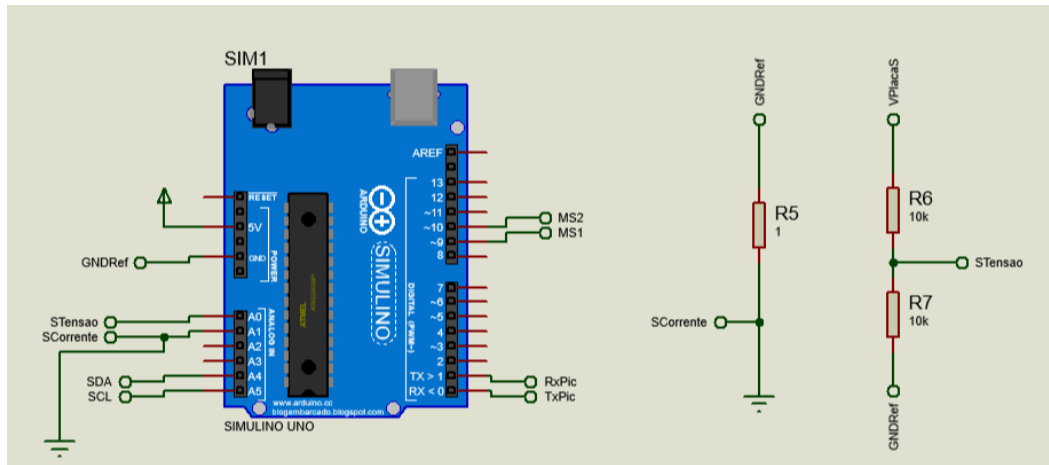 SIM1
AREF
RESET
5V
POWER
GND
GNDRef
13
12
~11
~10
~9
8
MS2
MS1
ARDUINO
SIMULINO
DIGITAL (PWM~)
7
~6
~5
4
~3
2
TX > 1
RX < 0
RxPic
TxPic
STensao
SCorrente
SDA
SCL
A0
A1
A2
A3
A4
A5
ANALOG IN
ATMEL
www.arduino.cc
blogembarcado.blogspot.com
SIMULINO UNO
GNDRef
R5
1
SCorrente
VPlacaS
R6
10k
STensao
R7
10k
GNDRef